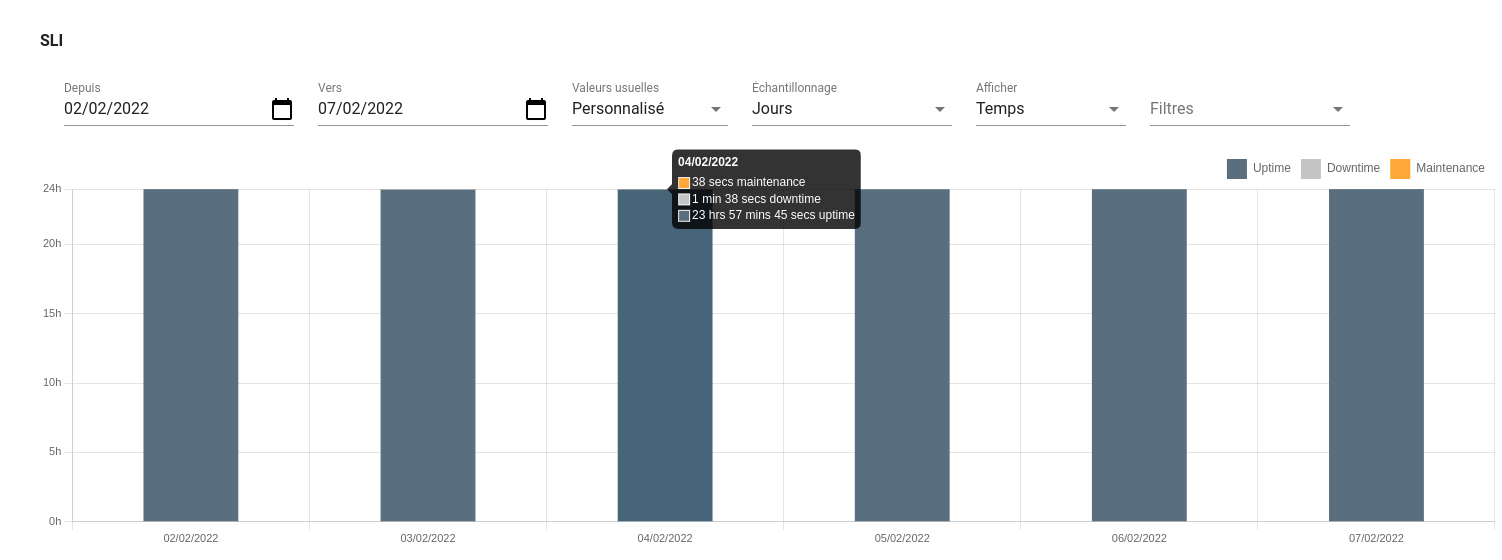 SLI
Depuis
02/02/2022
Vers
07/02/2022
Valeurs usuelles
Personnalisé
Échantillonnage
Jours
Afficher
Temps
Filtres
04/02/2022
38 secs maintenance
1 min 38 secs downtime
23 hrs 57 mins 45 secs uptime
Uptime Downtime Maintenance
24h
20h
15h
10h
5h
0h
02/02/2022 03/02/2022 04/02/2022 05/02/2022 06/02/2022 07/02/2022